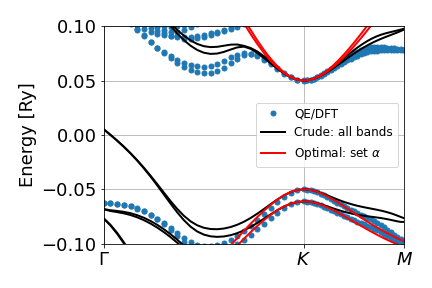 0.10
0.05
0.00
−0.05
−0.10
Energy [Ry]
QE/DFT
Crude: all bands
Optimal: set α
Γ K M